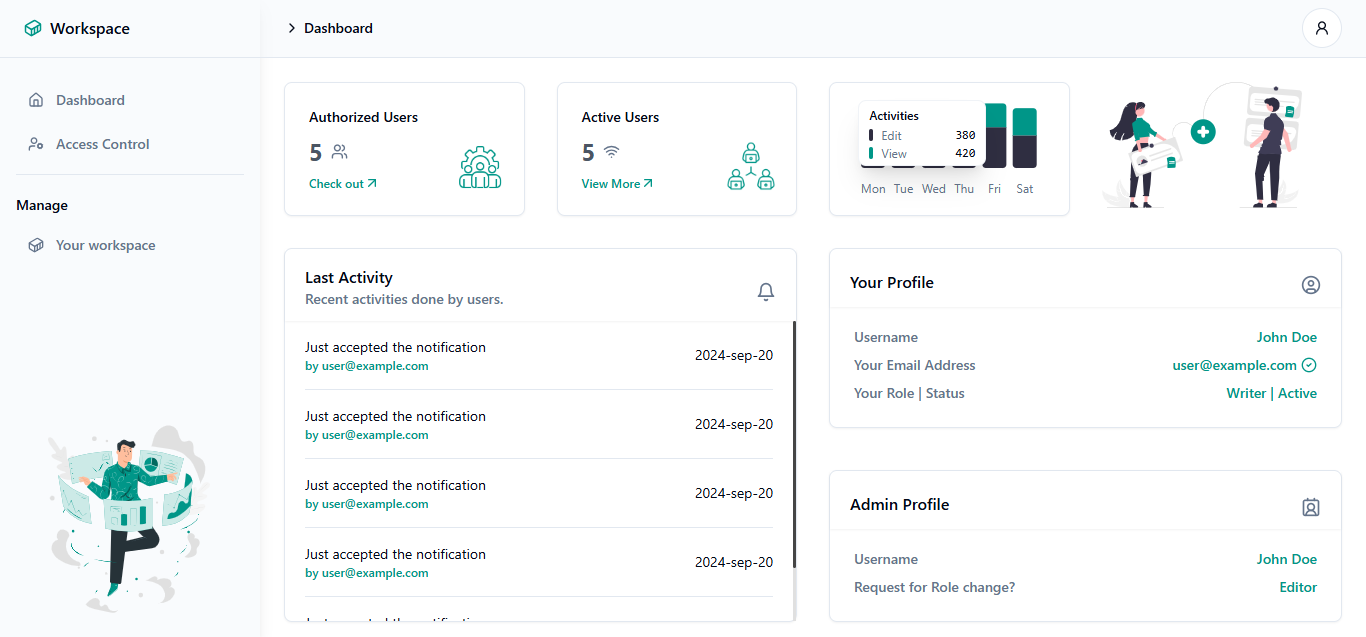 Workspace
Dashboard
Dashboard
Access Control
Manage
Your workspace
Authorized Users
5
Check out
Active Users
5
View More
Activities
Edit 380
View 420
Mon Tue Wed Thu Fri Sat
Last Activity
Recent activities done by users.
Just accepted the notification
by user@example.com
2024-sep-20
Just accepted the notification
by user@example.com
2024-sep-20
Just accepted the notification
by user@example.com
2024-sep-20
Just accepted the notification
by user@example.com
2024-sep-20
Your Profile
Username John Doe
Your Email Address user@example.com
Your Role | Status Writer | Active
Admin Profile
Username John Doe
Request for Role change? Editor